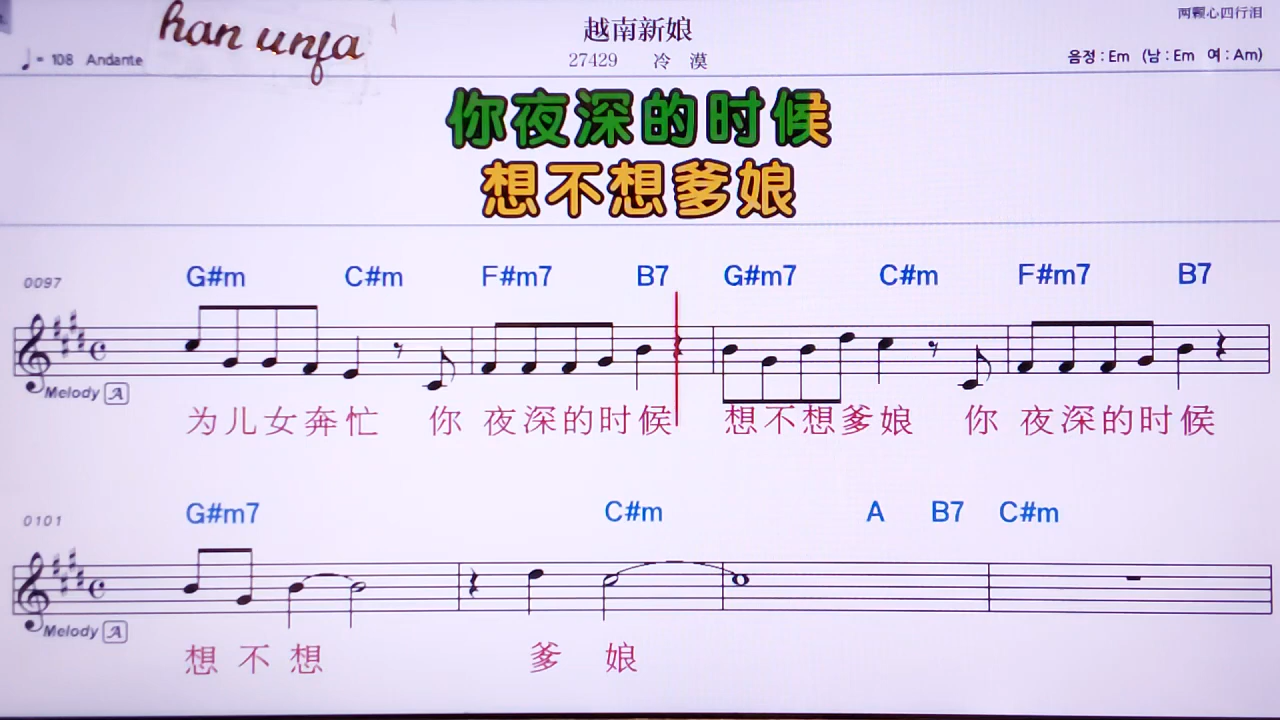 han unja
越南新娘
两颗心四行泪
♩= 108 Andante
27429 冷 漠
음정 : Em (남 : Em 여 : Am)
你夜深的时候
想不想爹娘
0097
G#m C#m F#m7 B7 G#m7 C#m F#m7 B7
Melody A
为儿女奔忙 你 夜深的时候 想不想爹娘 你 夜深的时候
0101
G#m7 C#m A B7 C#m
Melody A
想 不 想 爹 娘